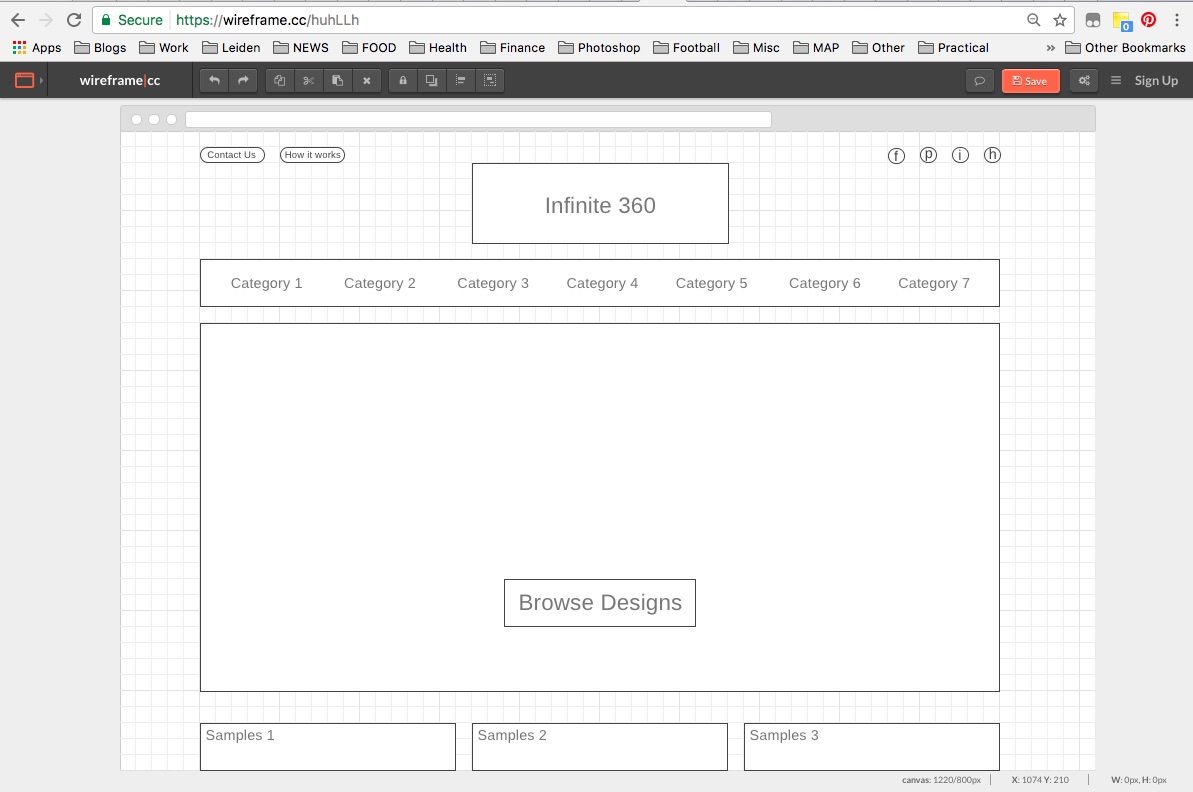 Secure https://wireframe.cc/huhLLh
0
Apps Blogs Work Leiden NEWS FOOD Health Finance Photoshop Football Misc MAP Other Practical » Other Bookmarks
wireframe|cc Save Sign Up
Contact Us How it works f p i h
Infinite 360
Category 1 Category 2 Category 3 Category 4 Category 5 Category 6 Category 7
Browse Designs
Samples 1 Samples 2 Samples 3
canvas: 1220/800px X: 1074 Y: 210 W: 0px, H: 0px